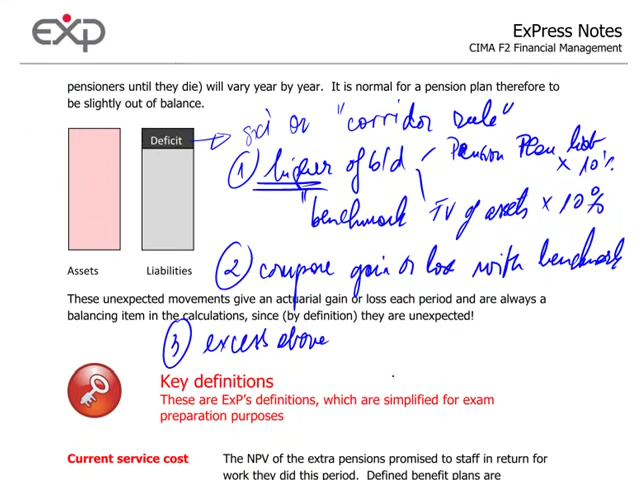 exp
ExPress Notes
CIMA F2 Financial Management
pensioners until they die) will vary year by year. It is normal for a pension plan therefore to
be slightly out of balance.
Deficit
or "corridor rule"
① higher of b/d
Pension Plan liab
× 10%
"benchmark
FV of assets × 10%
② compare gain or loss with benchmark
Assets
Liabilities
These unexpected movements give an actuarial gain or loss each period and are always a
balancing item in the calculations, since (by definition) they are unexpected!
③ excess above
Key definitions
These are ExP's definitions, which are simplified for exam
preparation purposes
Current service cost
The NPV of the extra pensions promised to staff in return for
work they did this period. Defined benefit plans are